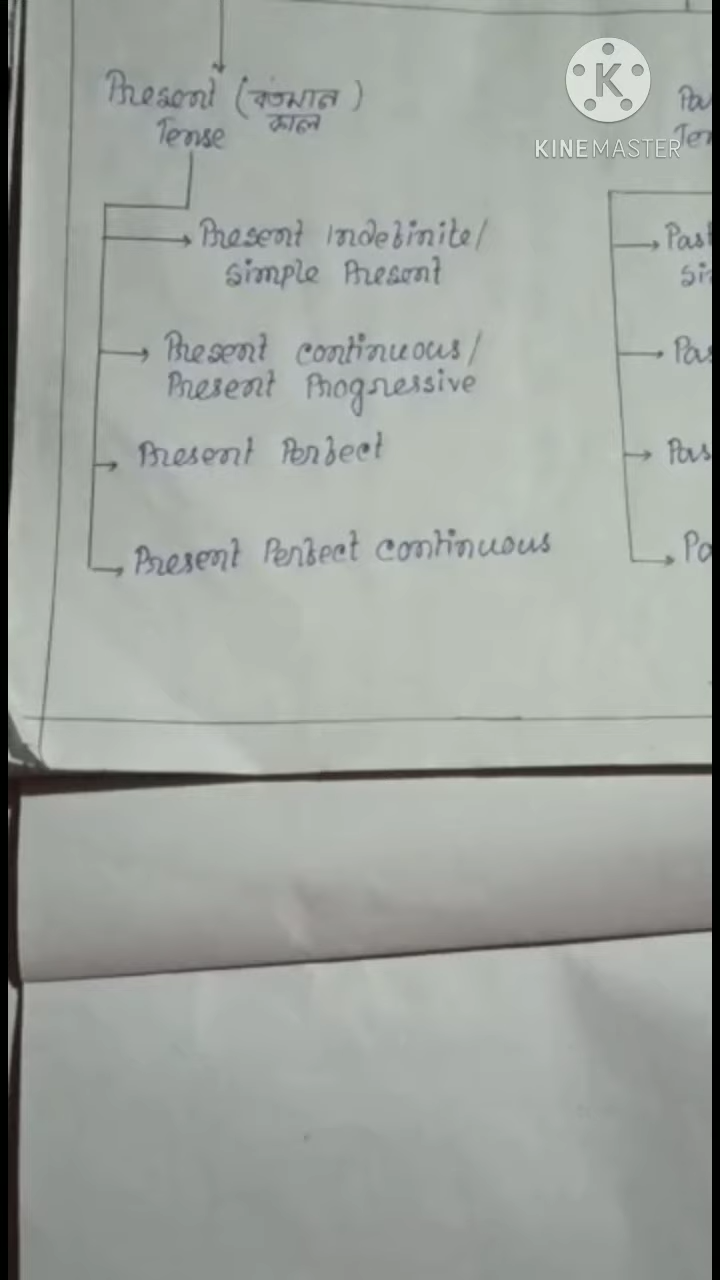 Present (বর্তমান)
Tense কাল
Present Indefinite/
simple Present
Present continuous/
Present Progressive
Present Perfect
Present Perfect continuous
K
KINEMASTER